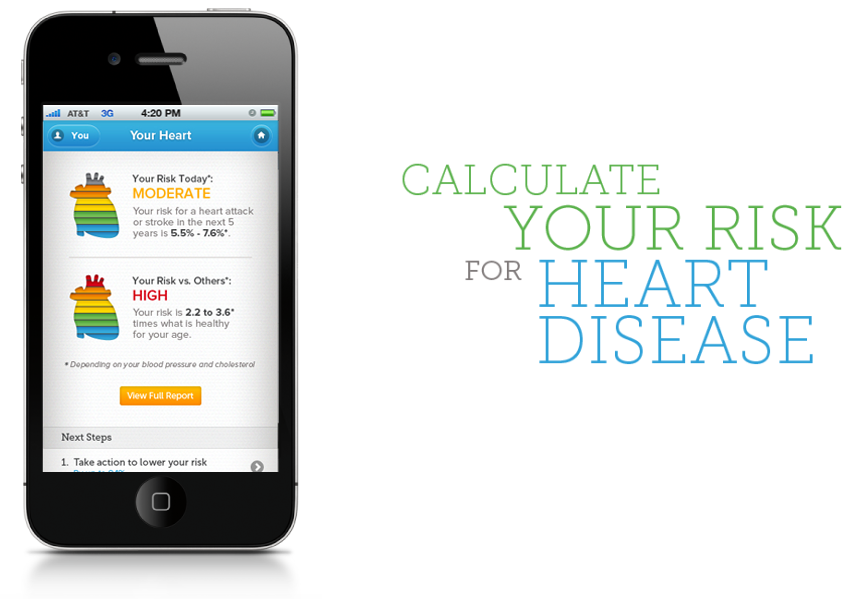 AT&T 3G 4:20 PM
You Your Heart
Your Risk Today*:
MODERATE
Your risk for a heart attack
or stroke in the next 5
years is 5.5% - 7.6%*.
Your Risk vs. Others*:
HIGH
Your risk is 2.2 to 3.6*
times what is healthy
for your age.
* Depending on your blood pressure and cholesterol
View Full Report
Next Steps
1. Take action to lower your risk
CALCULATE
YOUR RISK
FOR HEART
DISEASE